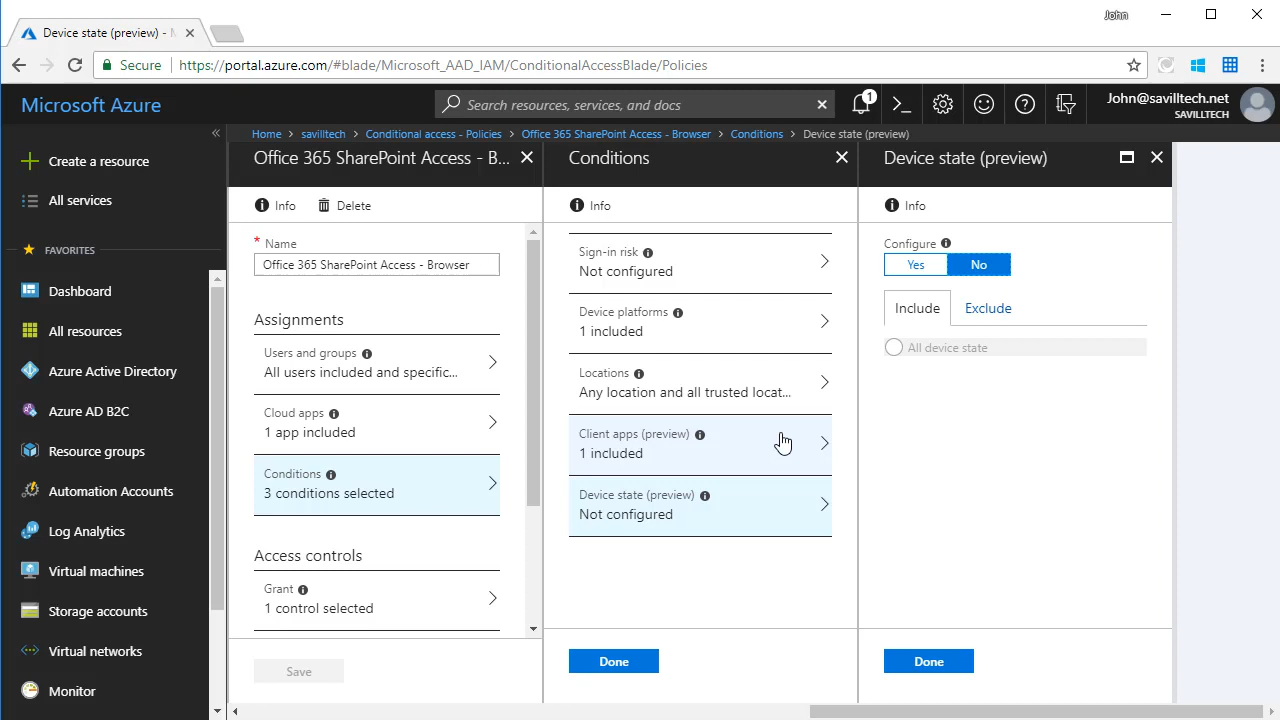 John
Device state (preview) - M
Secure
https://portal.azure.com/#blade/Microsoft_AAD_IAM/ConditionalAccessBlade/Policies
Microsoft Azure
Search resources, services, and docs
1
John@savilltech.net
SAVILLTECH
Home
savilltech
Conditional access - Policies
Office 365 SharePoint Access - Browser
Conditions
Device state (preview)
Create a resource
All services
FAVORITES
Dashboard
All resources
Azure Active Directory
Azure AD B2C
Resource groups
Automation Accounts
Log Analytics
Virtual machines
Storage accounts
Virtual networks
Monitor
Office 365 SharePoint Access - B...
Info
Delete
* Name
Office 365 SharePoint Access - Browser
Assignments
Users and groups
All users included and specific...
Cloud apps
1 app included
Conditions
3 conditions selected
Access controls
Grant
1 control selected
Save
Conditions
Info
Sign-in risk
Not configured
Device platforms
1 included
Locations
Any location and all trusted locat...
Client apps (preview)
1 included
Device state (preview)
Not configured
Done
Device state (preview)
Info
Configure
Yes
No
Include
Exclude
All device state
Done